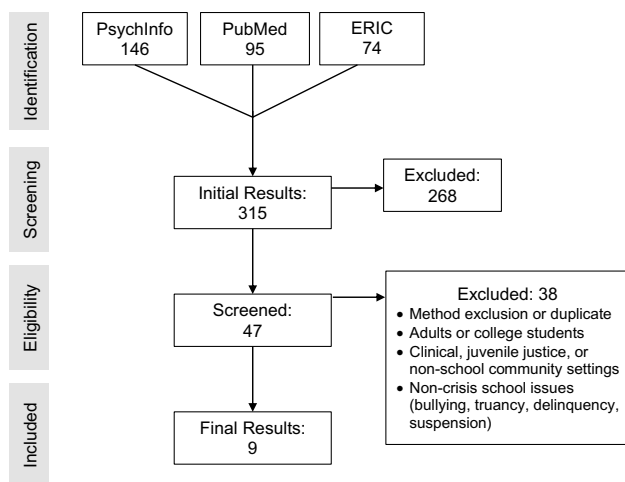 Identification
PsychInfo
146
PubMed
95
ERIC
74
Screening
Initial Results:
315
Excluded:
268
Eligibility
Screened:
47
Excluded: 38
• Method exclusion or duplicate
• Adults or college students
• Clinical, juvenile justice, or
non-school community settings
• Non-crisis school issues
(bullying, truancy, delinquency,
suspension)
Included
Final Results:
9